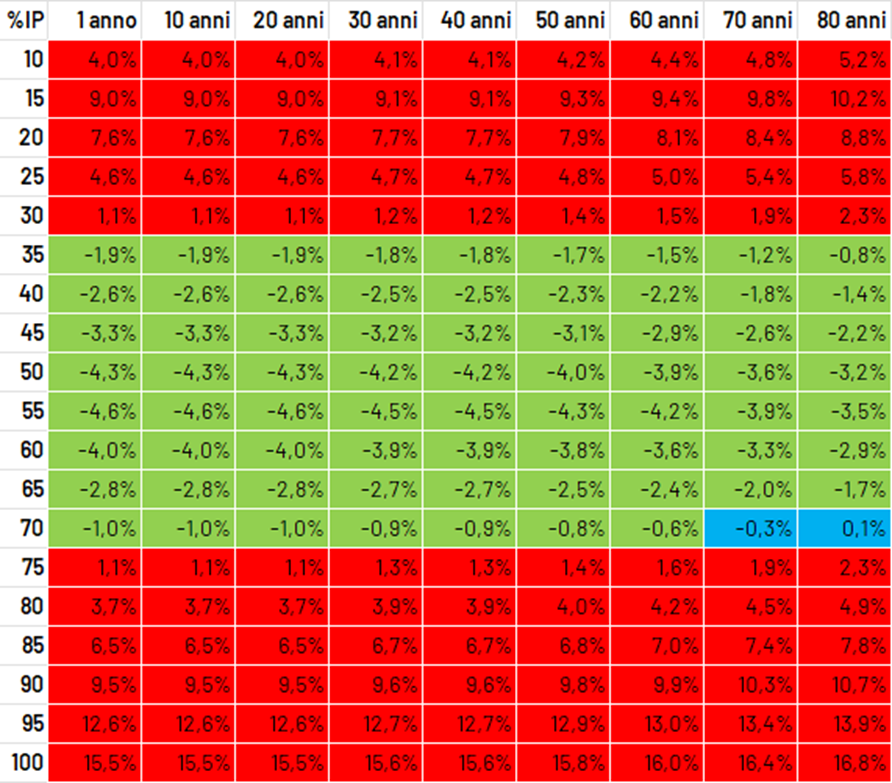 %IP 1 anno 10 anni 20 anni 30 anni 40 anni 50 anni 60 anni 70 anni 80 anni
10 4,0% 4,0% 4,0% 4,1% 4,1% 4,2% 4,4% 4,8% 5,2%
15 9,0% 9,0% 9,0% 9,1% 9,1% 9,3% 9,4% 9,8% 10,2%
20 7,6% 7,6% 7,6% 7,7% 7,7% 7,9% 8,1% 8,4% 8,8%
25 4,6% 4,6% 4,6% 4,7% 4,7% 4,8% 5,0% 5,4% 5,8%
30 1,1% 1,1% 1,1% 1,2% 1,2% 1,4% 1,5% 1,9% 2,3%
35 -1,9% -1,9% -1,9% -1,8% -1,8% -1,7% -1,5% -1,2% -0,8%
40 -2,6% -2,6% -2,6% -2,5% -2,5% -2,3% -2,2% -1,8% -1,4%
45 -3,3% -3,3% -3,3% -3,2% -3,2% -3,1% -2,9% -2,6% -2,2%
50 -4,3% -4,3% -4,3% -4,2% -4,2% -4,0% -3,9% -3,6% -3,2%
55 -4,6% -4,6% -4,6% -4,5% -4,5% -4,3% -4,2% -3,9% -3,5%
60 -4,0% -4,0% -4,0% -3,9% -3,9% -3,8% -3,6% -3,3% -2,9%
65 -2,8% -2,8% -2,8% -2,7% -2,7% -2,5% -2,4% -2,0% -1,7%
70 -1,0% -1,0% -1,0% -0,9% -0,9% -0,8% -0,6% -0,3% 0,1%
75 1,1% 1,1% 1,1% 1,3% 1,3% 1,4% 1,6% 1,9% 2,3%
80 3,7% 3,7% 3,7% 3,9% 3,9% 4,0% 4,2% 4,5% 4,9%
85 6,5% 6,5% 6,5% 6,7% 6,7% 6,8% 7,0% 7,4% 7,8%
90 9,5% 9,5% 9,5% 9,6% 9,6% 9,8% 9,9% 10,3% 10,7%
95 12,6% 12,6% 12,6% 12,7% 12,7% 12,9% 13,0% 13,4% 13,9%
100 15,5% 15,5% 15,5% 15,6% 15,6% 15,8% 16,0% 16,4% 16,8%